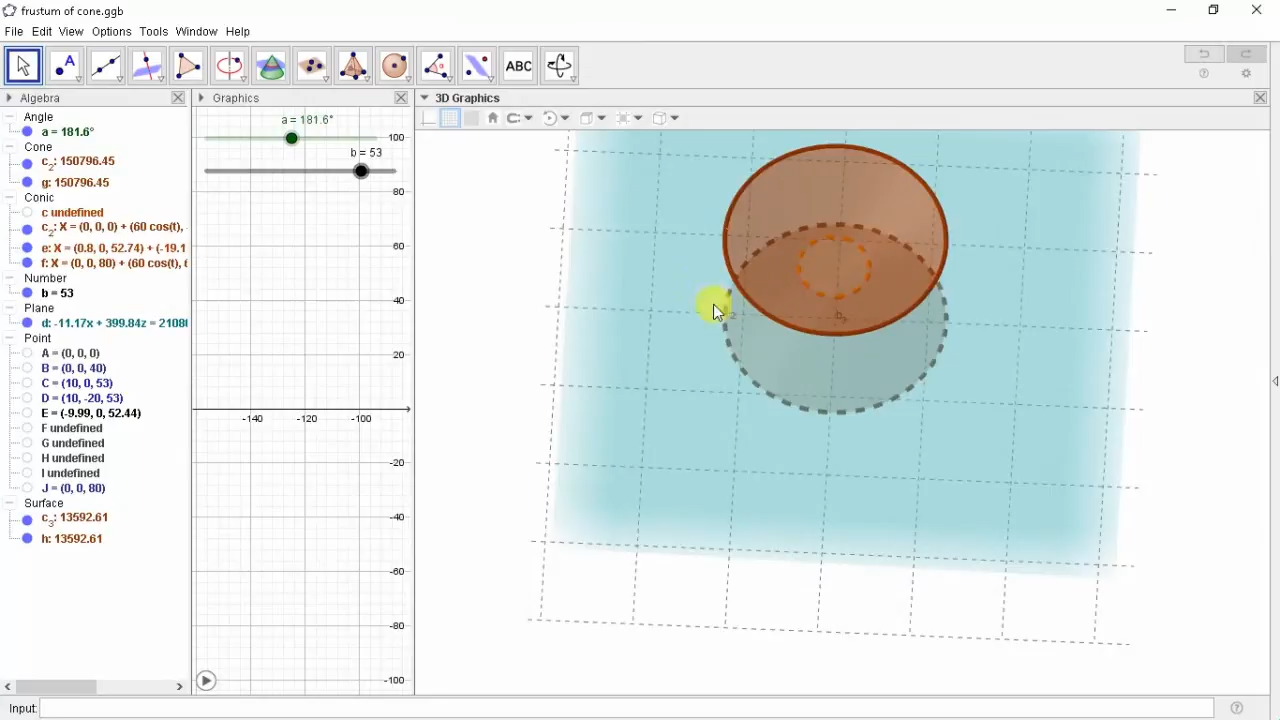 frustum of cone.ggb
File Edit View Options Tools Window Help
ABC
Algebra
Graphics
3D Graphics
Angle
a = 181.6°
Cone
c₂: 150796.45
g: 150796.45
Conic
c undefined
c₂: X = (0, 0, 0) + (60 cos(t),
e: X = (0.8, 0, 52.74) + (-19.1
f: X = (0, 0, 80) + (60 cos(t), 6
Number
b = 53
Plane
d: -11.17x + 399.84z = 21080
Point
A = (0, 0, 0)
B = (0, 0, 40)
C = (10, 0, 53)
D = (10, -20, 53)
E = (-9.99, 0, 52.44)
F undefined
G undefined
H undefined
I undefined
J = (0, 0, 80)
Surface
c₃: 13592.61
h: 13592.61
a = 181.6°
b = 53
100
80
60
40
20
-140 -120 -100
-20
-40
-60
-80
-100
Input: